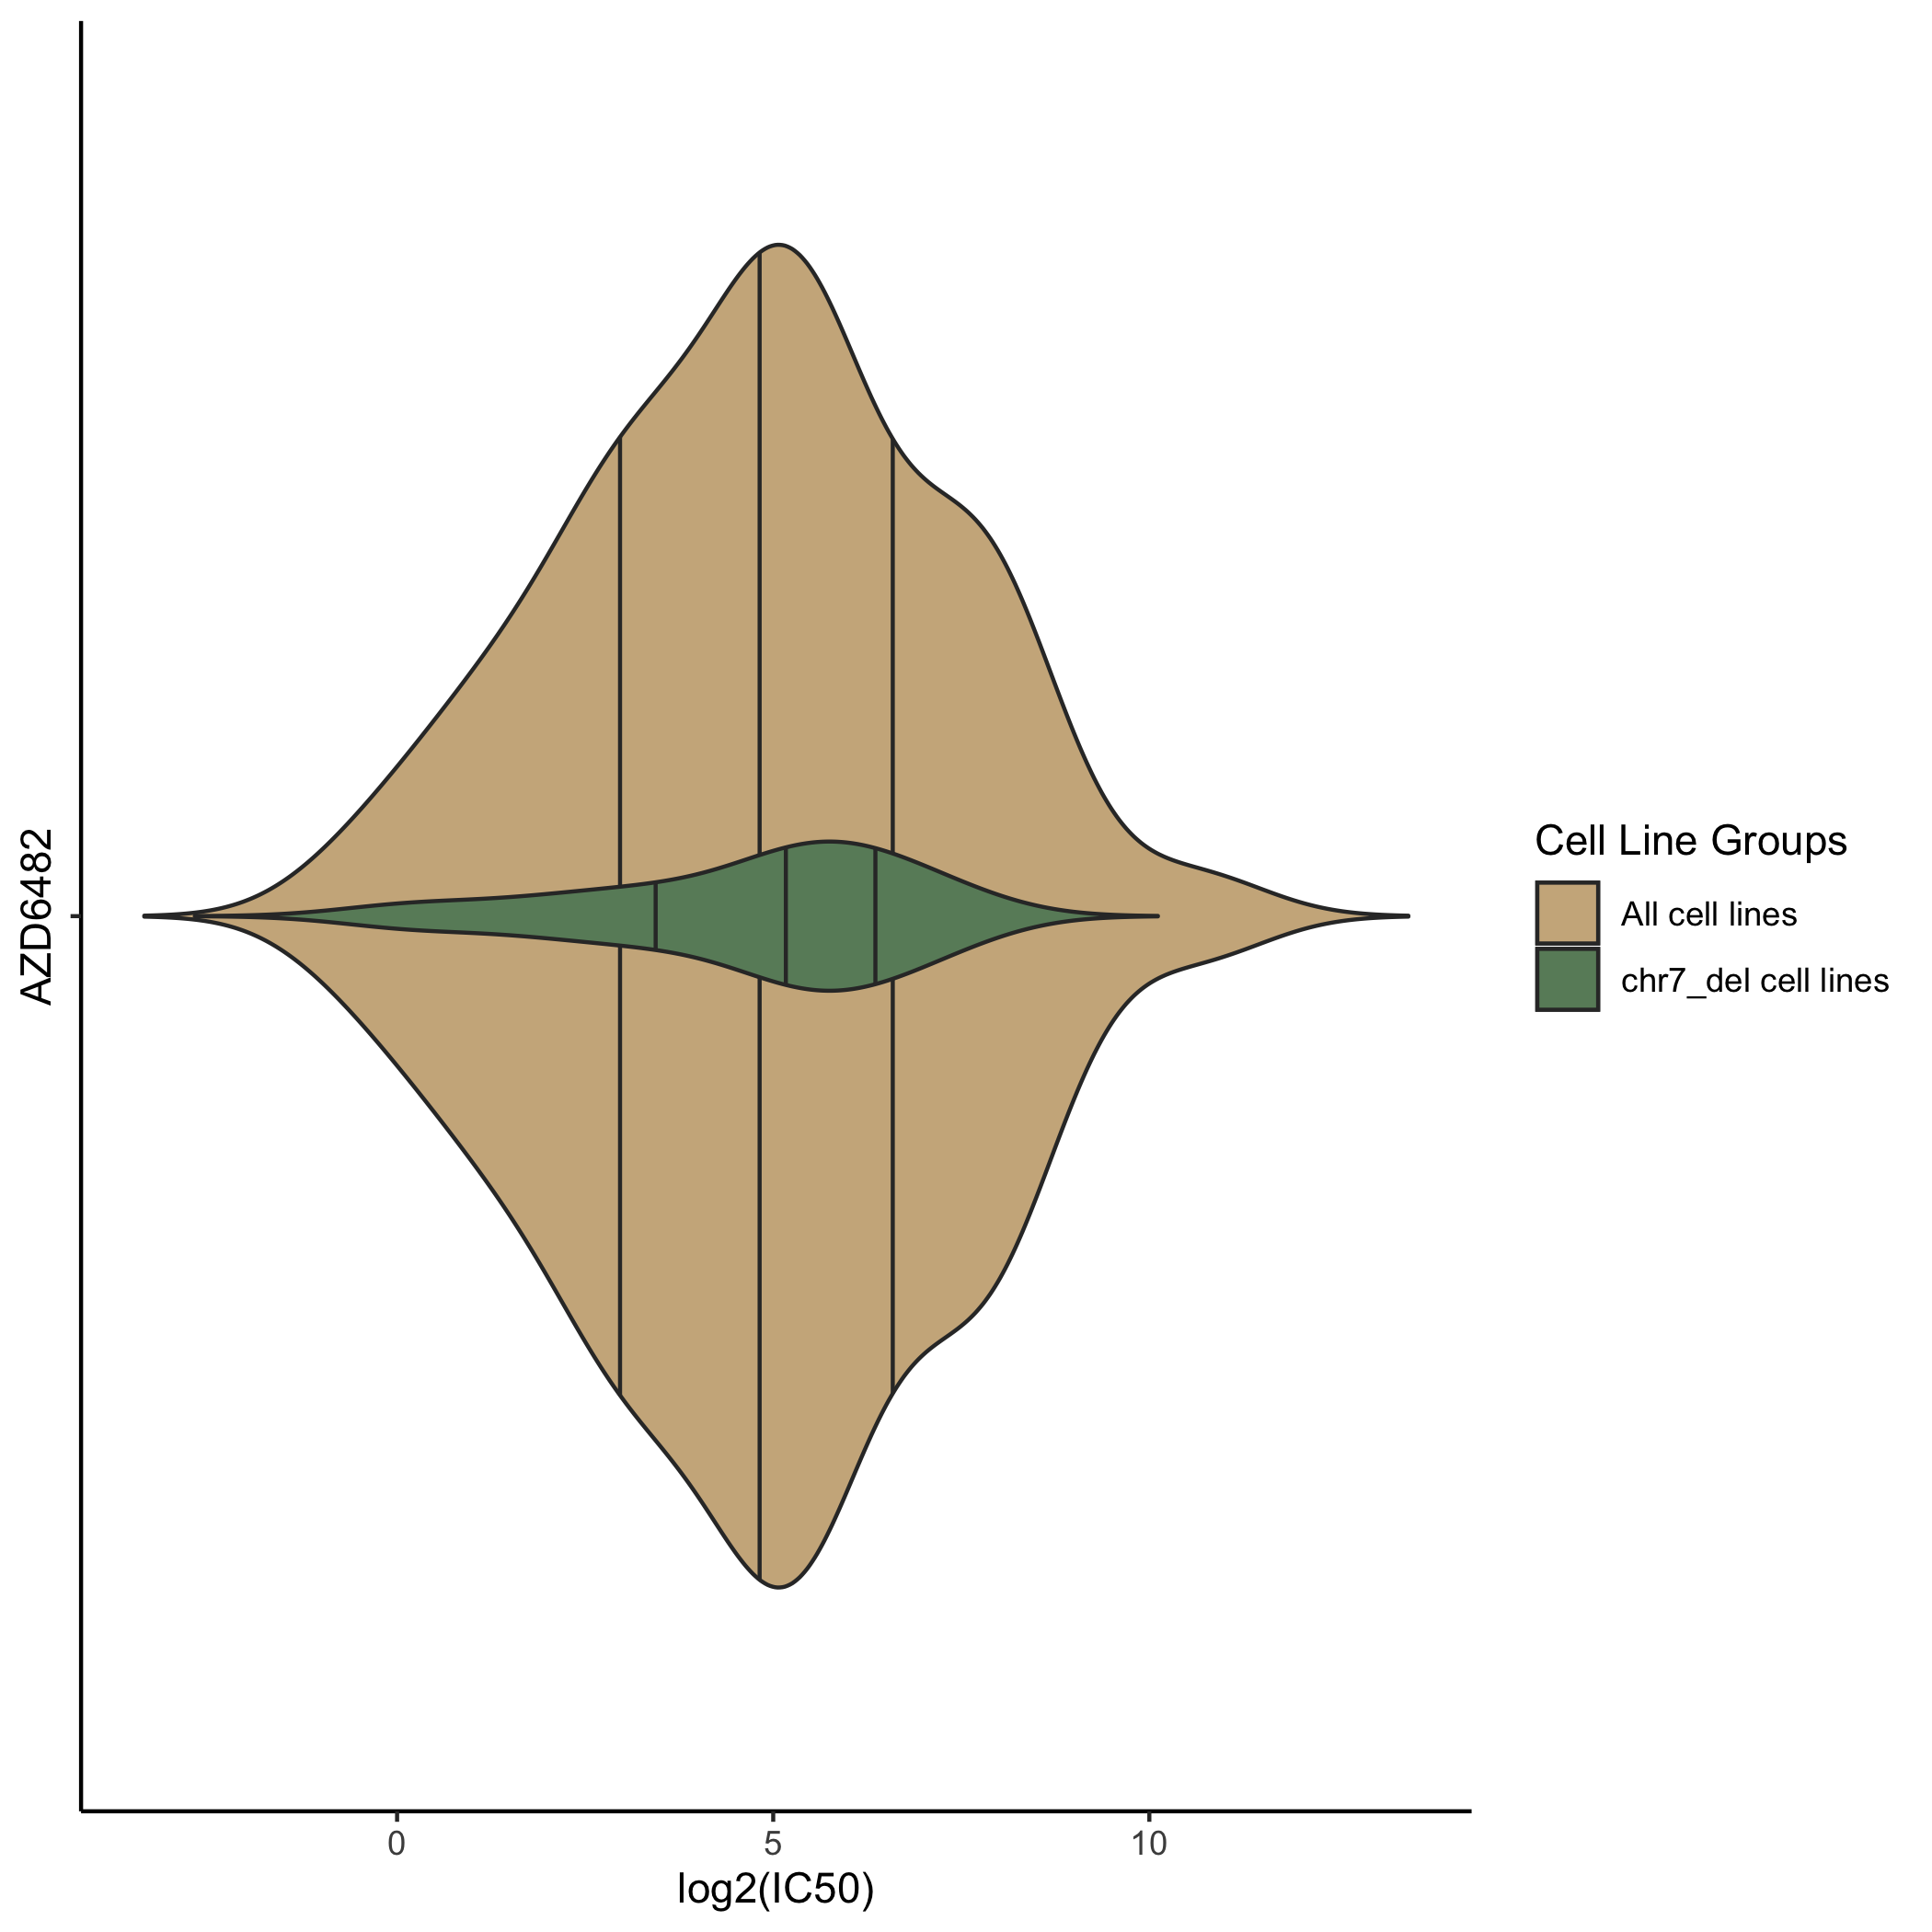 AZD6482
Cell Line Groups
All cell lines
chr7_del cell lines
0 5 10
log2(IC50)